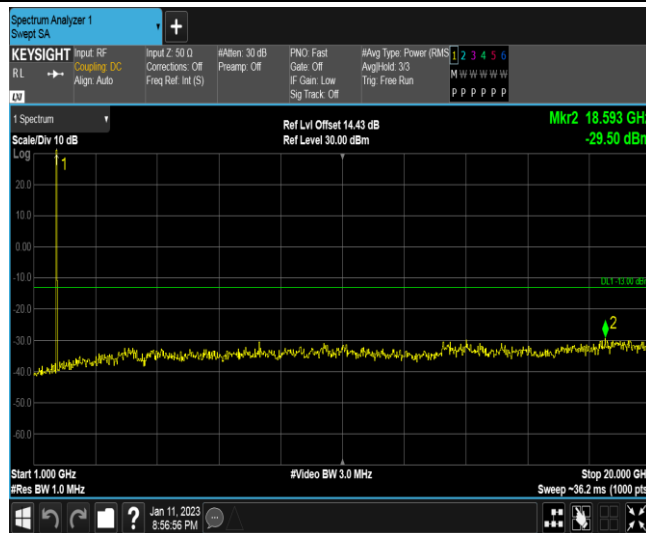 Spectrum Analyzer 1
Swept SA
+
KEYSIGHT Input: RF Input Z: 50 Ω #Atten: 30 dB PNO: Fast #Avg Type: Power (RMS 1 2 3 4 5 6
RL Coupling: DC Corrections: Off Preamp: Off Gate: Off Avg|Hold: 3/3 M W W W W W
Align: Auto Freq Ref: Int (S) IF Gain: Low Trig: Free Run
LXI Sig Track: Off P P P P P P
1 Spectrum Ref Lvl Offset 14.43 dB Mkr2 18.593 GHz
Scale/Div 10 dB Ref Level 30.00 dBm -29.50 dBm
Log
1
20.0
10.0
0.00
-10.0
DL1 -13.00 dBm
-20.0
2
-30.0
-40.0
-50.0
-60.0
Start 1.000 GHz #Video BW 3.0 MHz Stop 20.000 GHz
#Res BW 1.0 MHz Sweep ~36.2 ms (1000 pts
? Jan 11, 2023
8:56:56 PM